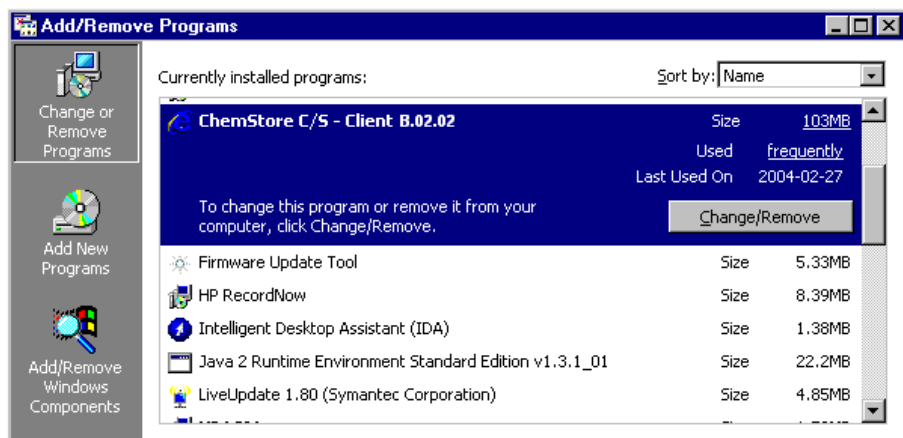 Add/Remove Programs
Change or
Remove
Programs
Add New
Programs
Add/Remove
Windows
Components
Currently installed programs:
Sort by: Name
ChemStore C/S - Client B.02.02 Size 103MB
Used frequently
Last Used On 2004-02-27
To change this program or remove it from your
computer, click Change/Remove.
Change/Remove
Firmware Update Tool Size 5.33MB
HP RecordNow Size 8.39MB
Intelligent Desktop Assistant (IDA) Size 1.38MB
Java 2 Runtime Environment Standard Edition v1.3.1_01 Size 22.2MB
LiveUpdate 1.80 (Symantec Corporation) Size 4.85MB